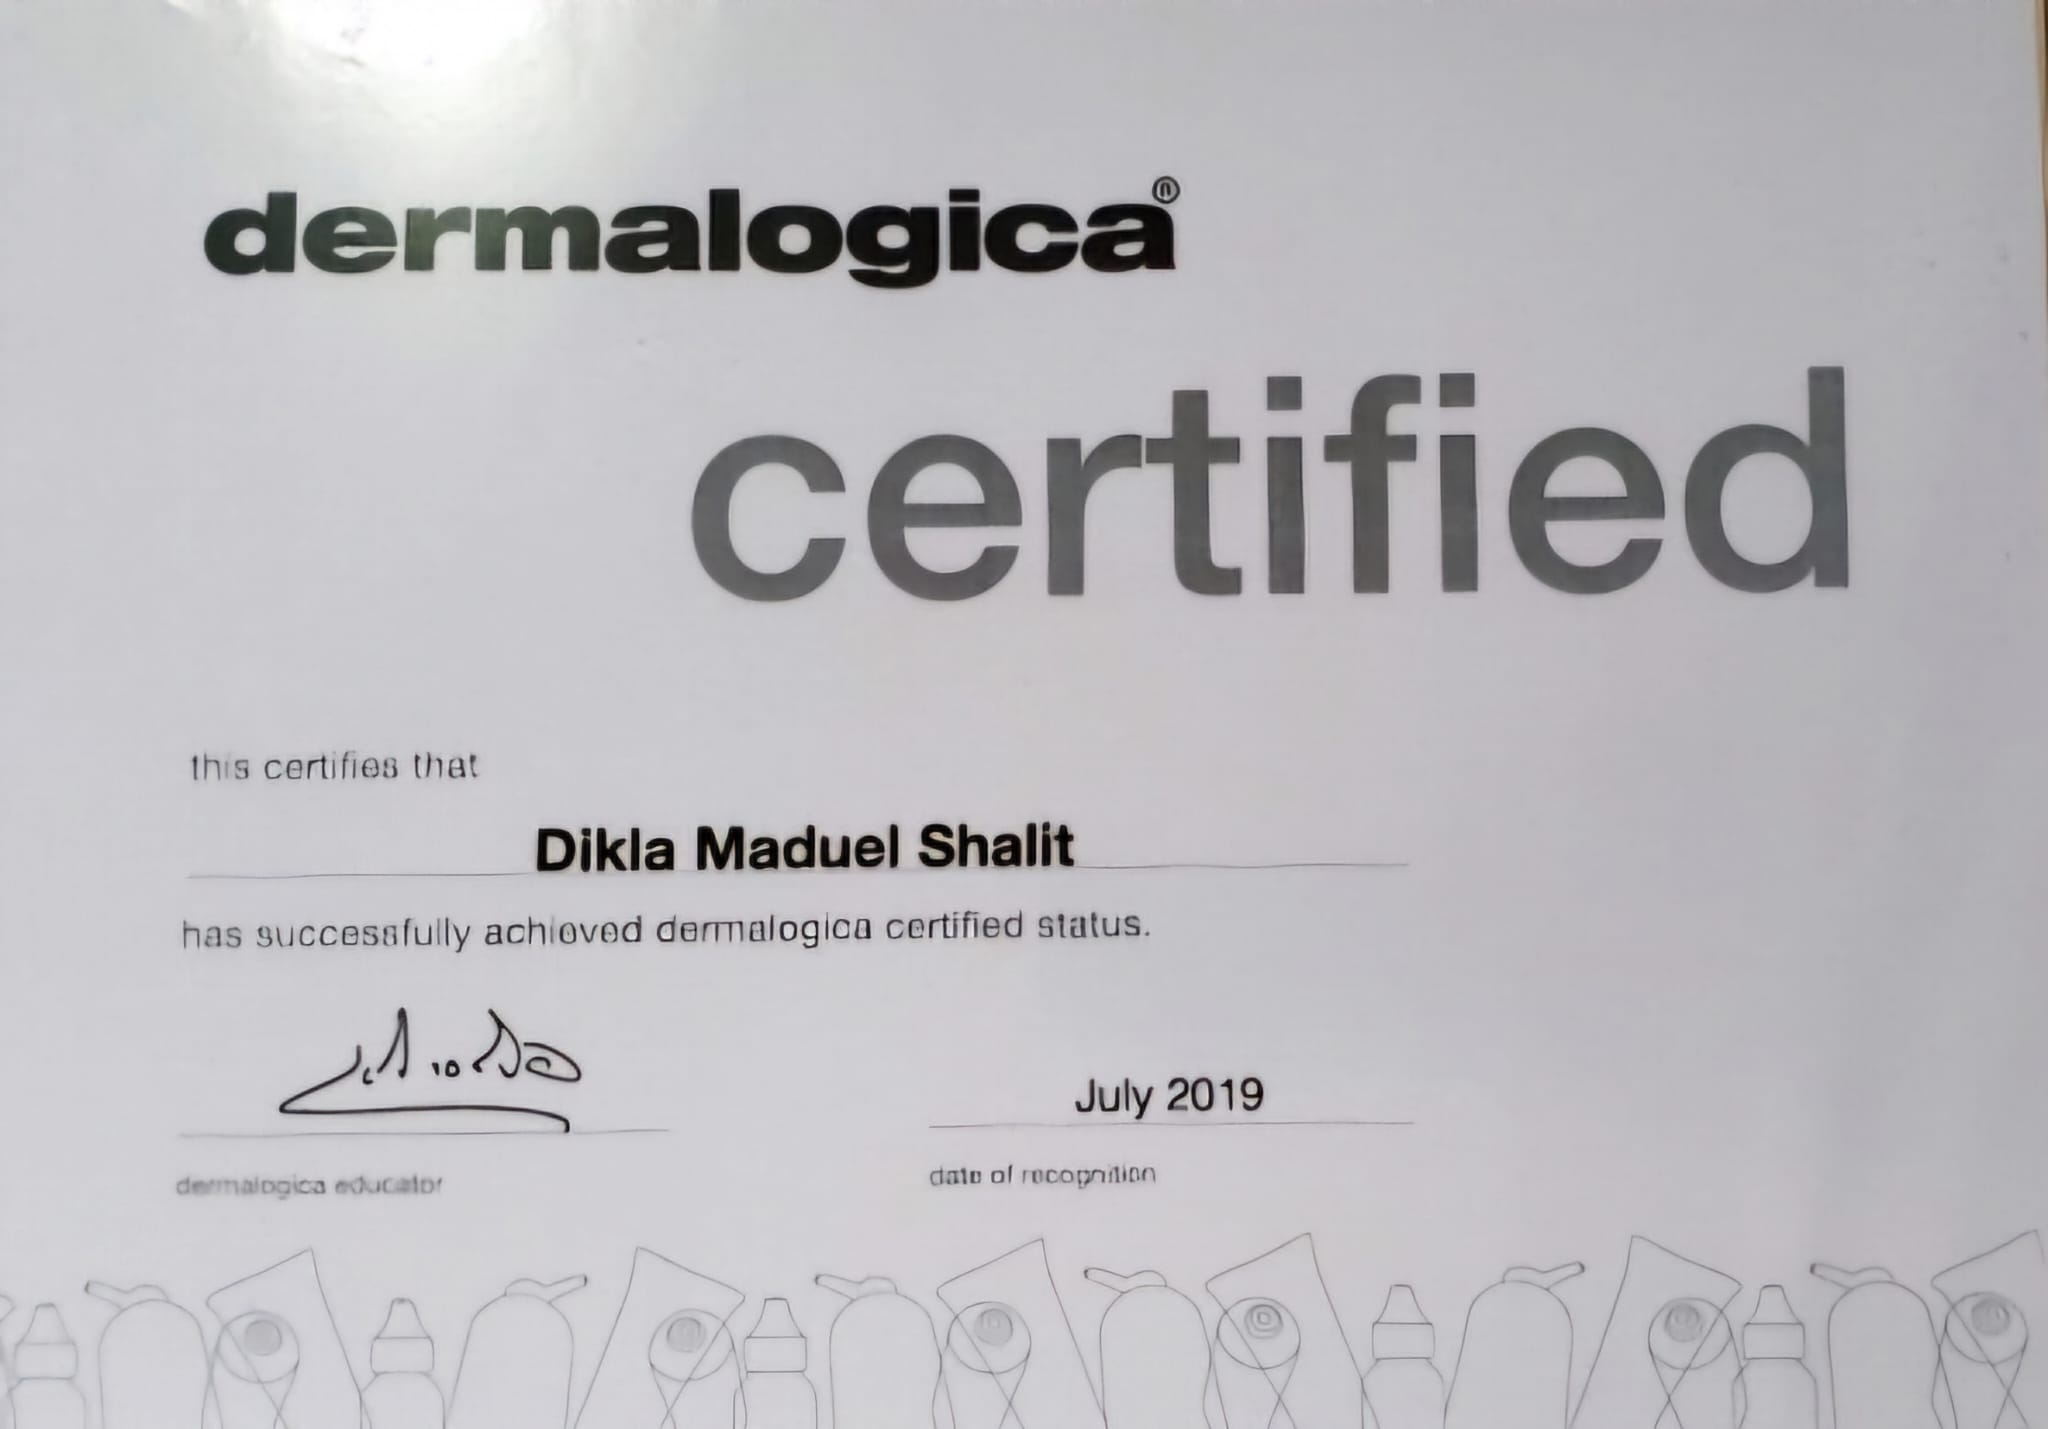 dermalogica®
certified
this certifies that
Dikla Maduel Shalit
has successfully achieved dermalogica certified status.
July 2019
dermalogica educator
date of recognition